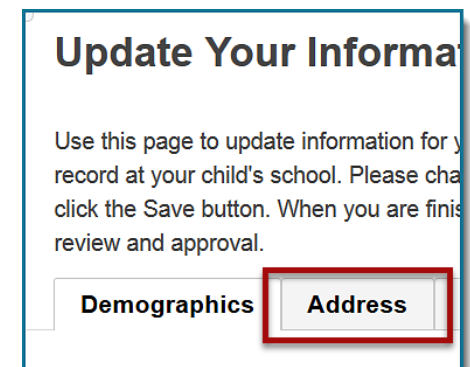 Update Your Informa
Use this page to update information for
record at your child's school. Please cha
click the Save button. When you are finis
review and approval.
Demographics Address